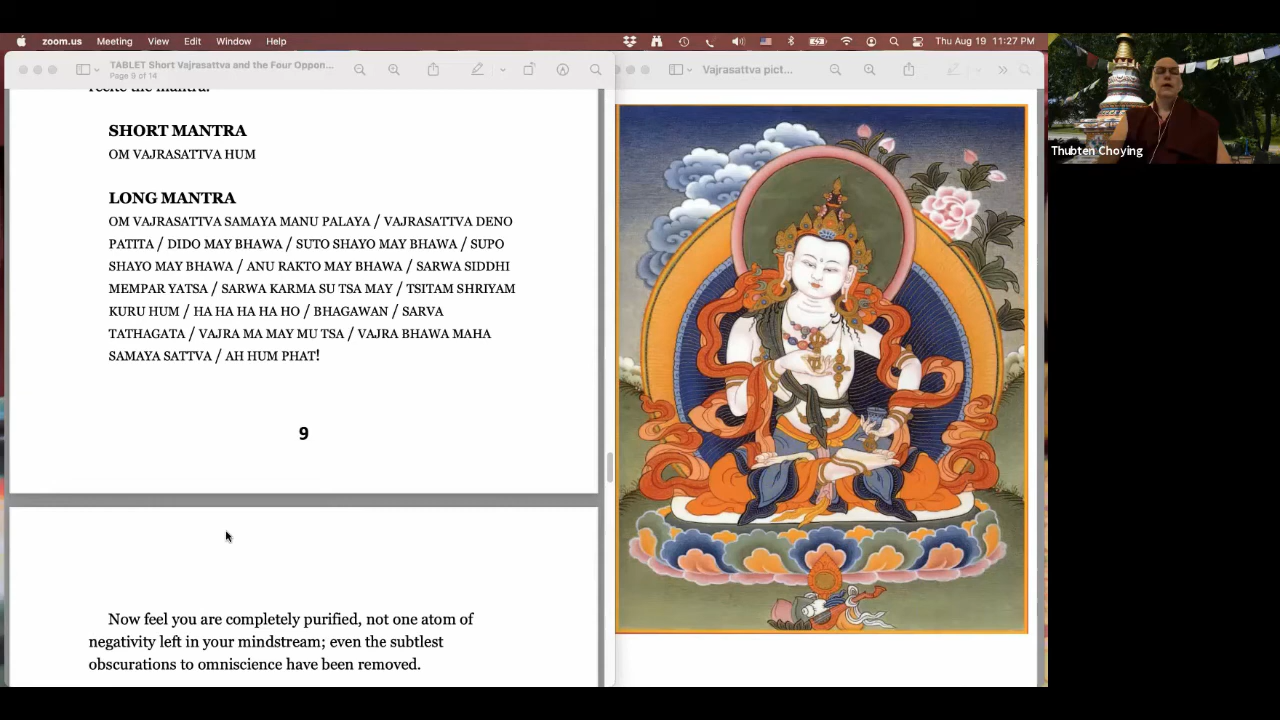 zoom.us Meeting View Edit Window Help
Thu Aug 19 11:27 PM
TABLET Short Vajrasattva and the Four Oppon...
Page 9 of 14
Vajrasattva pict...
recite the mantra.
SHORT MANTRA
OM VAJRASATTVA HUM
LONG MANTRA
OM VAJRASATTVA SAMAYA MANU PALAYA / VAJRASATTVA DENO
PATITA / DIDO MAY BHAWA / SUTO SHAYO MAY BHAWA / SUPO
SHAYO MAY BHAWA / ANU RAKTO MAY BHAWA / SARWA SIDDHI
MEMPAR YATSA / SARWA KARMA SU TSA MAY / TSITAM SHRIYAM
KURU HUM / HA HA HA HA HO / BHAGAWAN / SARVA
TATHAGATA / VAJRA MA MAY MU TSA / VAJRA BHAWA MAHA
SAMAYA SATTVA / AH HUM PHAT!
9
Now feel you are completely purified, not one atom of
negativity left in your mindstream; even the subtlest
obscurations to omniscience have been removed.
Thubten Choying